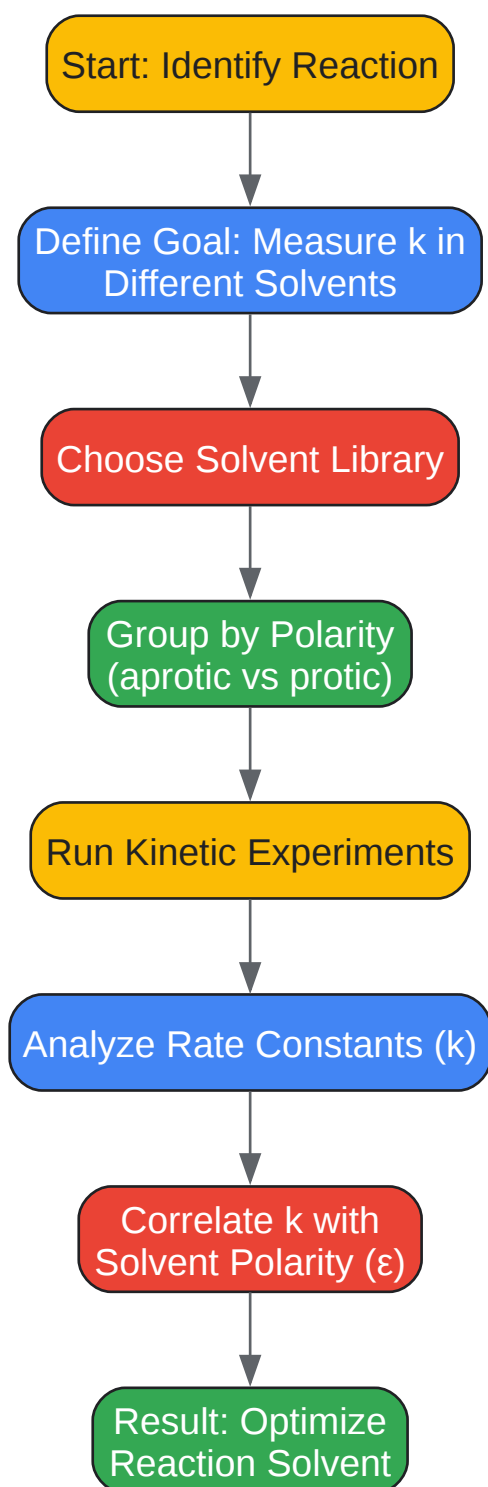 Start: Identify Reaction
Define Goal: Measure k in
Different Solvents
Choose Solvent Library
Group by Polarity
(aprotic vs protic)
Run Kinetic Experiments
Analyze Rate Constants (k)
Correlate k with
Solvent Polarity (ε)
Result: Optimize
Reaction Solvent